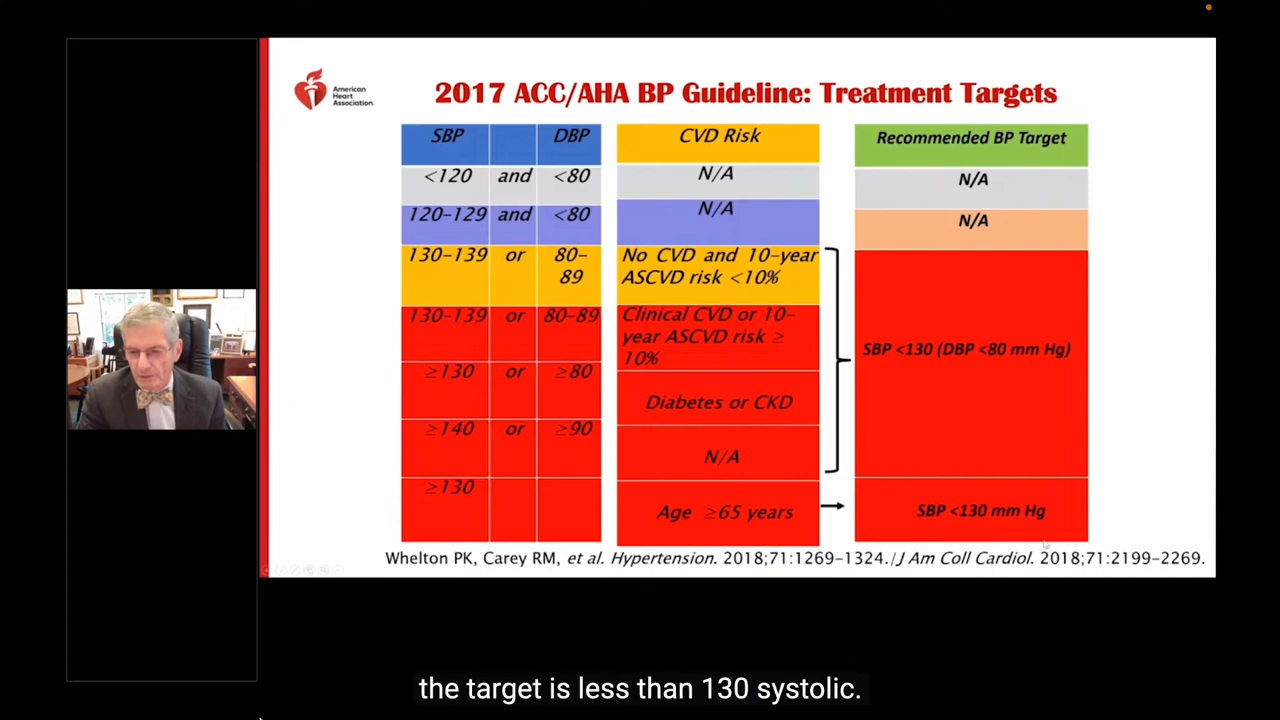 American
Heart
Association.
2017 ACC/AHA BP Guideline: Treatment Targets
SBP DBP CVD Risk Recommended BP Target
<120 and <80 N/A N/A
120-129 and <80 N/A N/A
130-139 or 80-
89 No CVD and 10-year
ASCVD risk <10%
130-139 or 80-89 Clinical CVD or 10-
year ASCVD risk ≥
10%
SBP <130 (DBP <80 mm Hg)
≥130 or ≥80 Diabetes or CKD
≥140 or ≥90 N/A
≥130 Age ≥65 years SBP <130 mm Hg
Whelton PK, Carey RM, et al. Hypertension. 2018;71:1269-1324./J Am Coll Cardiol. 2018;71:2199-2269.
the target is less than 130 systolic.